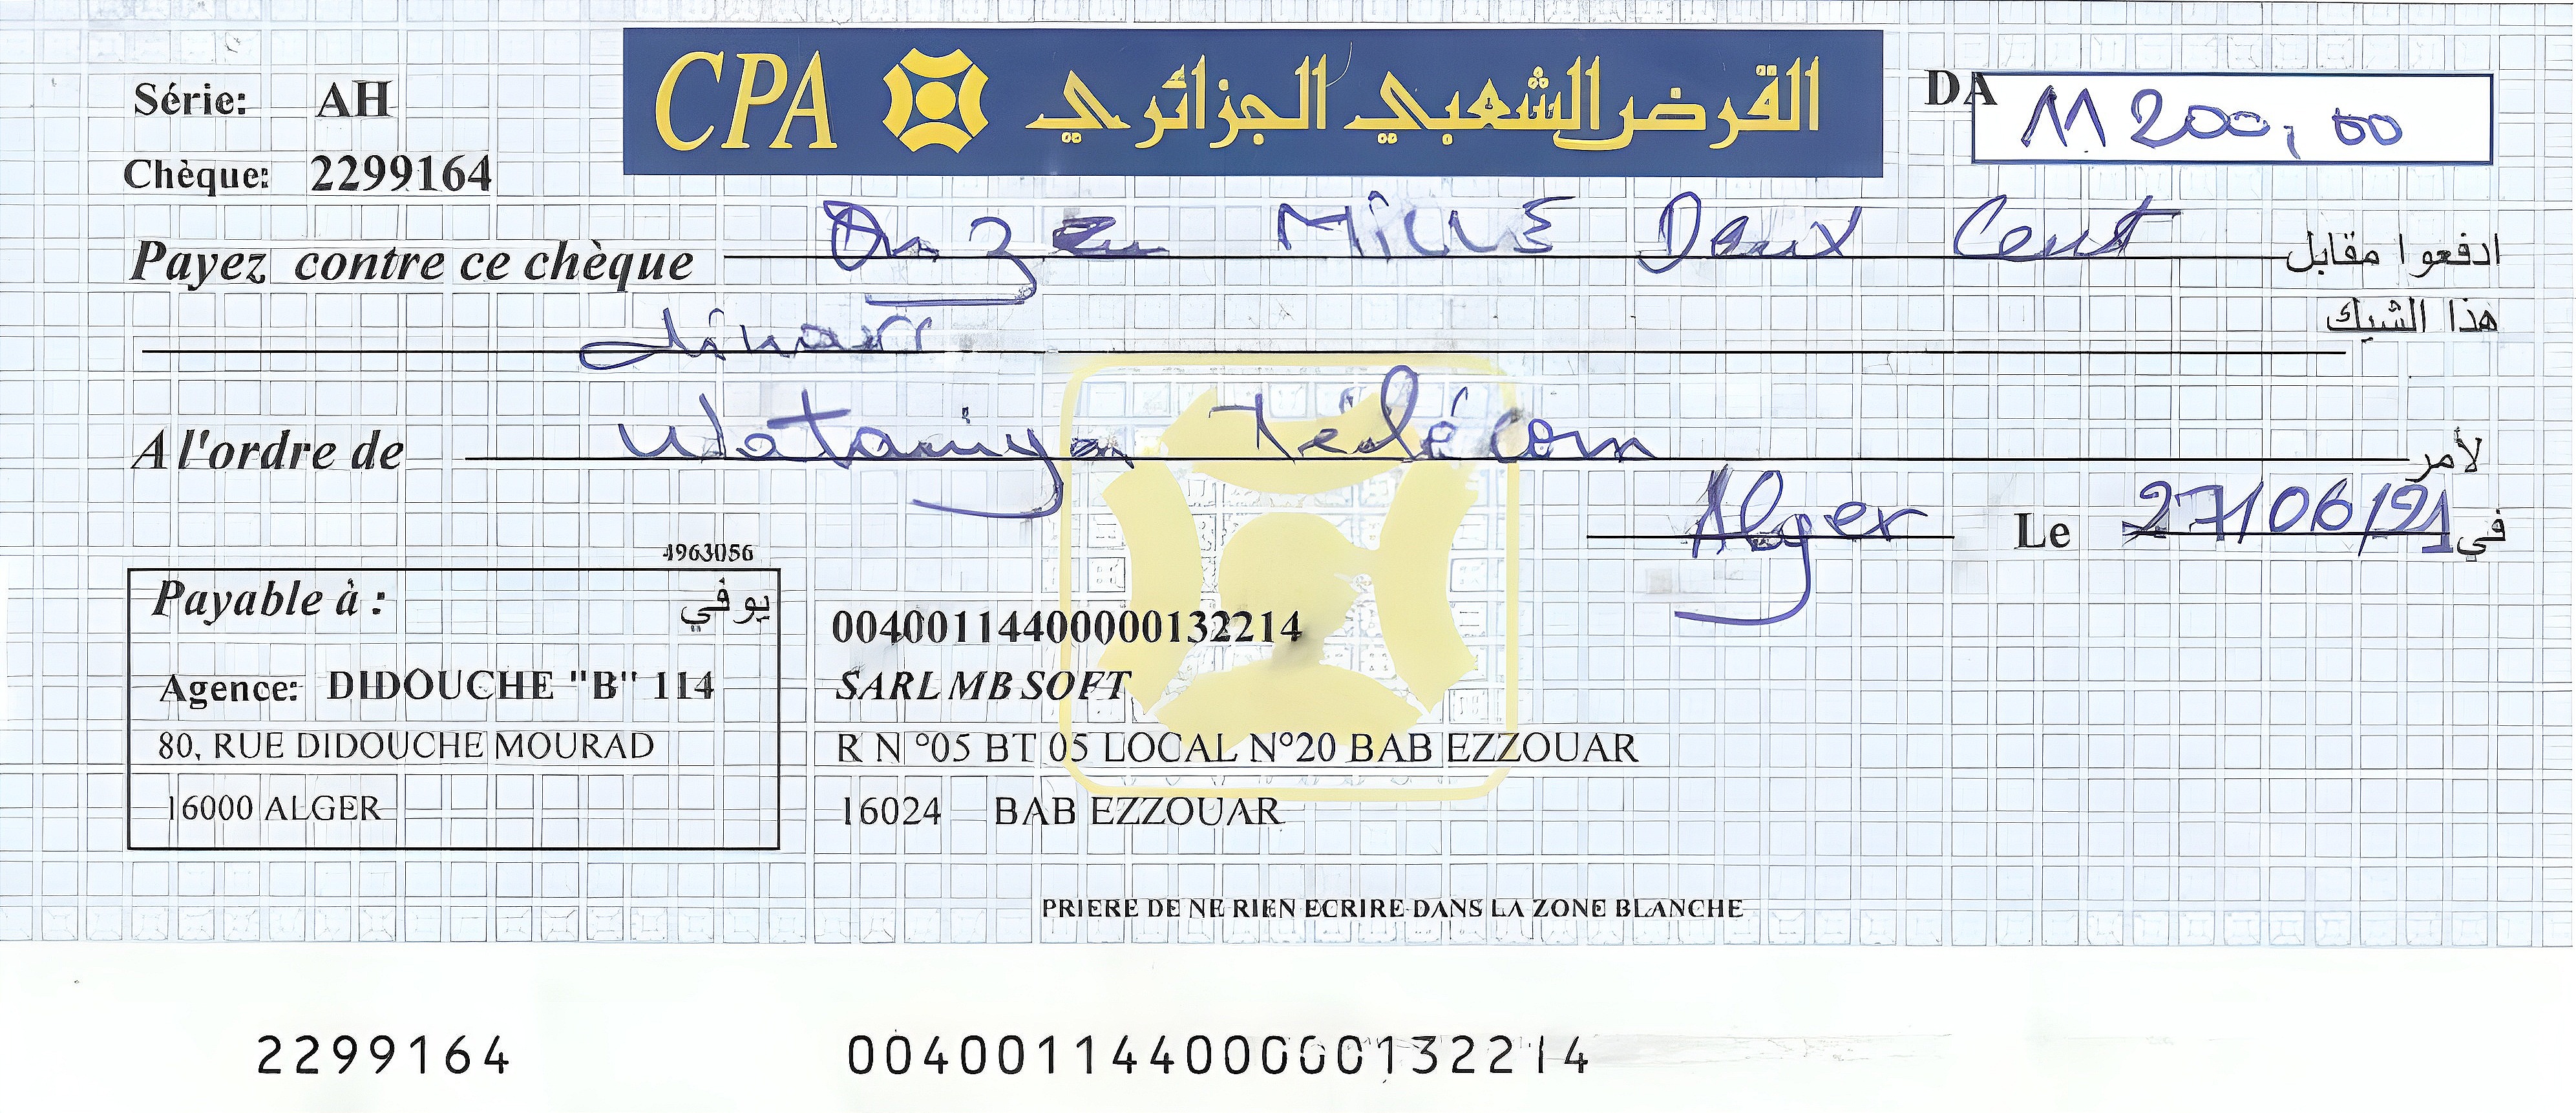 CPA القرض الشعبي الجزائري
Série: AH
DA 11 200,00
Chèque: 2299164
Payez contre ce chèque Onze Mille Deux Cent ادفعوا مقابل
هذا الشيك
dinars
A l'ordre de Wataniya Télécom لأمر
Alger Le 27/06/21 في
4963056
Payable à : يوفي
Agence: DIDOUCHE "B" 114
80, RUE DIDOUCHE MOURAD
16000 ALGER
00400114400000132214
SARL MB SOFT
R N °05 BT 05 LOCAL N°20 BAB EZZOUAR
16024 BAB EZZOUAR
PRIERE DE NE RIEN ECRIRE DANS LA ZONE BLANCHE
2299164 00400114400000132214